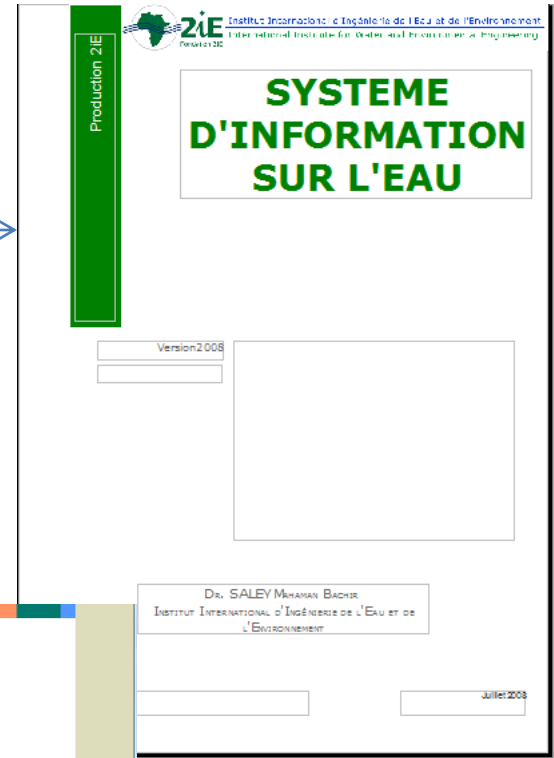 Production 2iE
2iE
Fondation 2IE
Institut International d'Ingénierie de l'Eau et de l'Environnement
International Institute for Water and Environmental Engineering
SYSTEME
D'INFORMATION
SUR L'EAU
Version2008
DR. SALEY MAHAMAN BACHIR
INSTITUT INTERNATIONAL D'INGÉNIERIE DE L'EAU ET DE
L'ENVIRONNEMENT
Juillet 2008